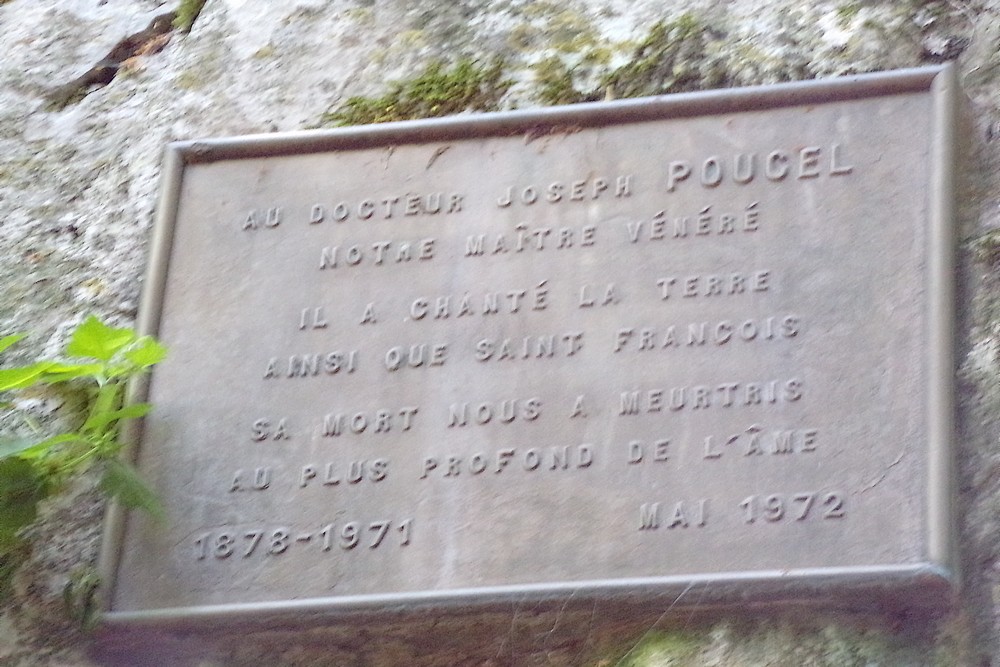 AU DOCTEUR JOSEPH POUCEL
NOTRE MAÎTRE VÉNÉRÉ
IL A CHANTÉ LA TERRE
AINSI QUE SAINT FRANÇOIS
SA MORT NOUS A MEURTRIS
AU PLUS PROFOND DE L'ÂME
1878-1971 MAI 1972